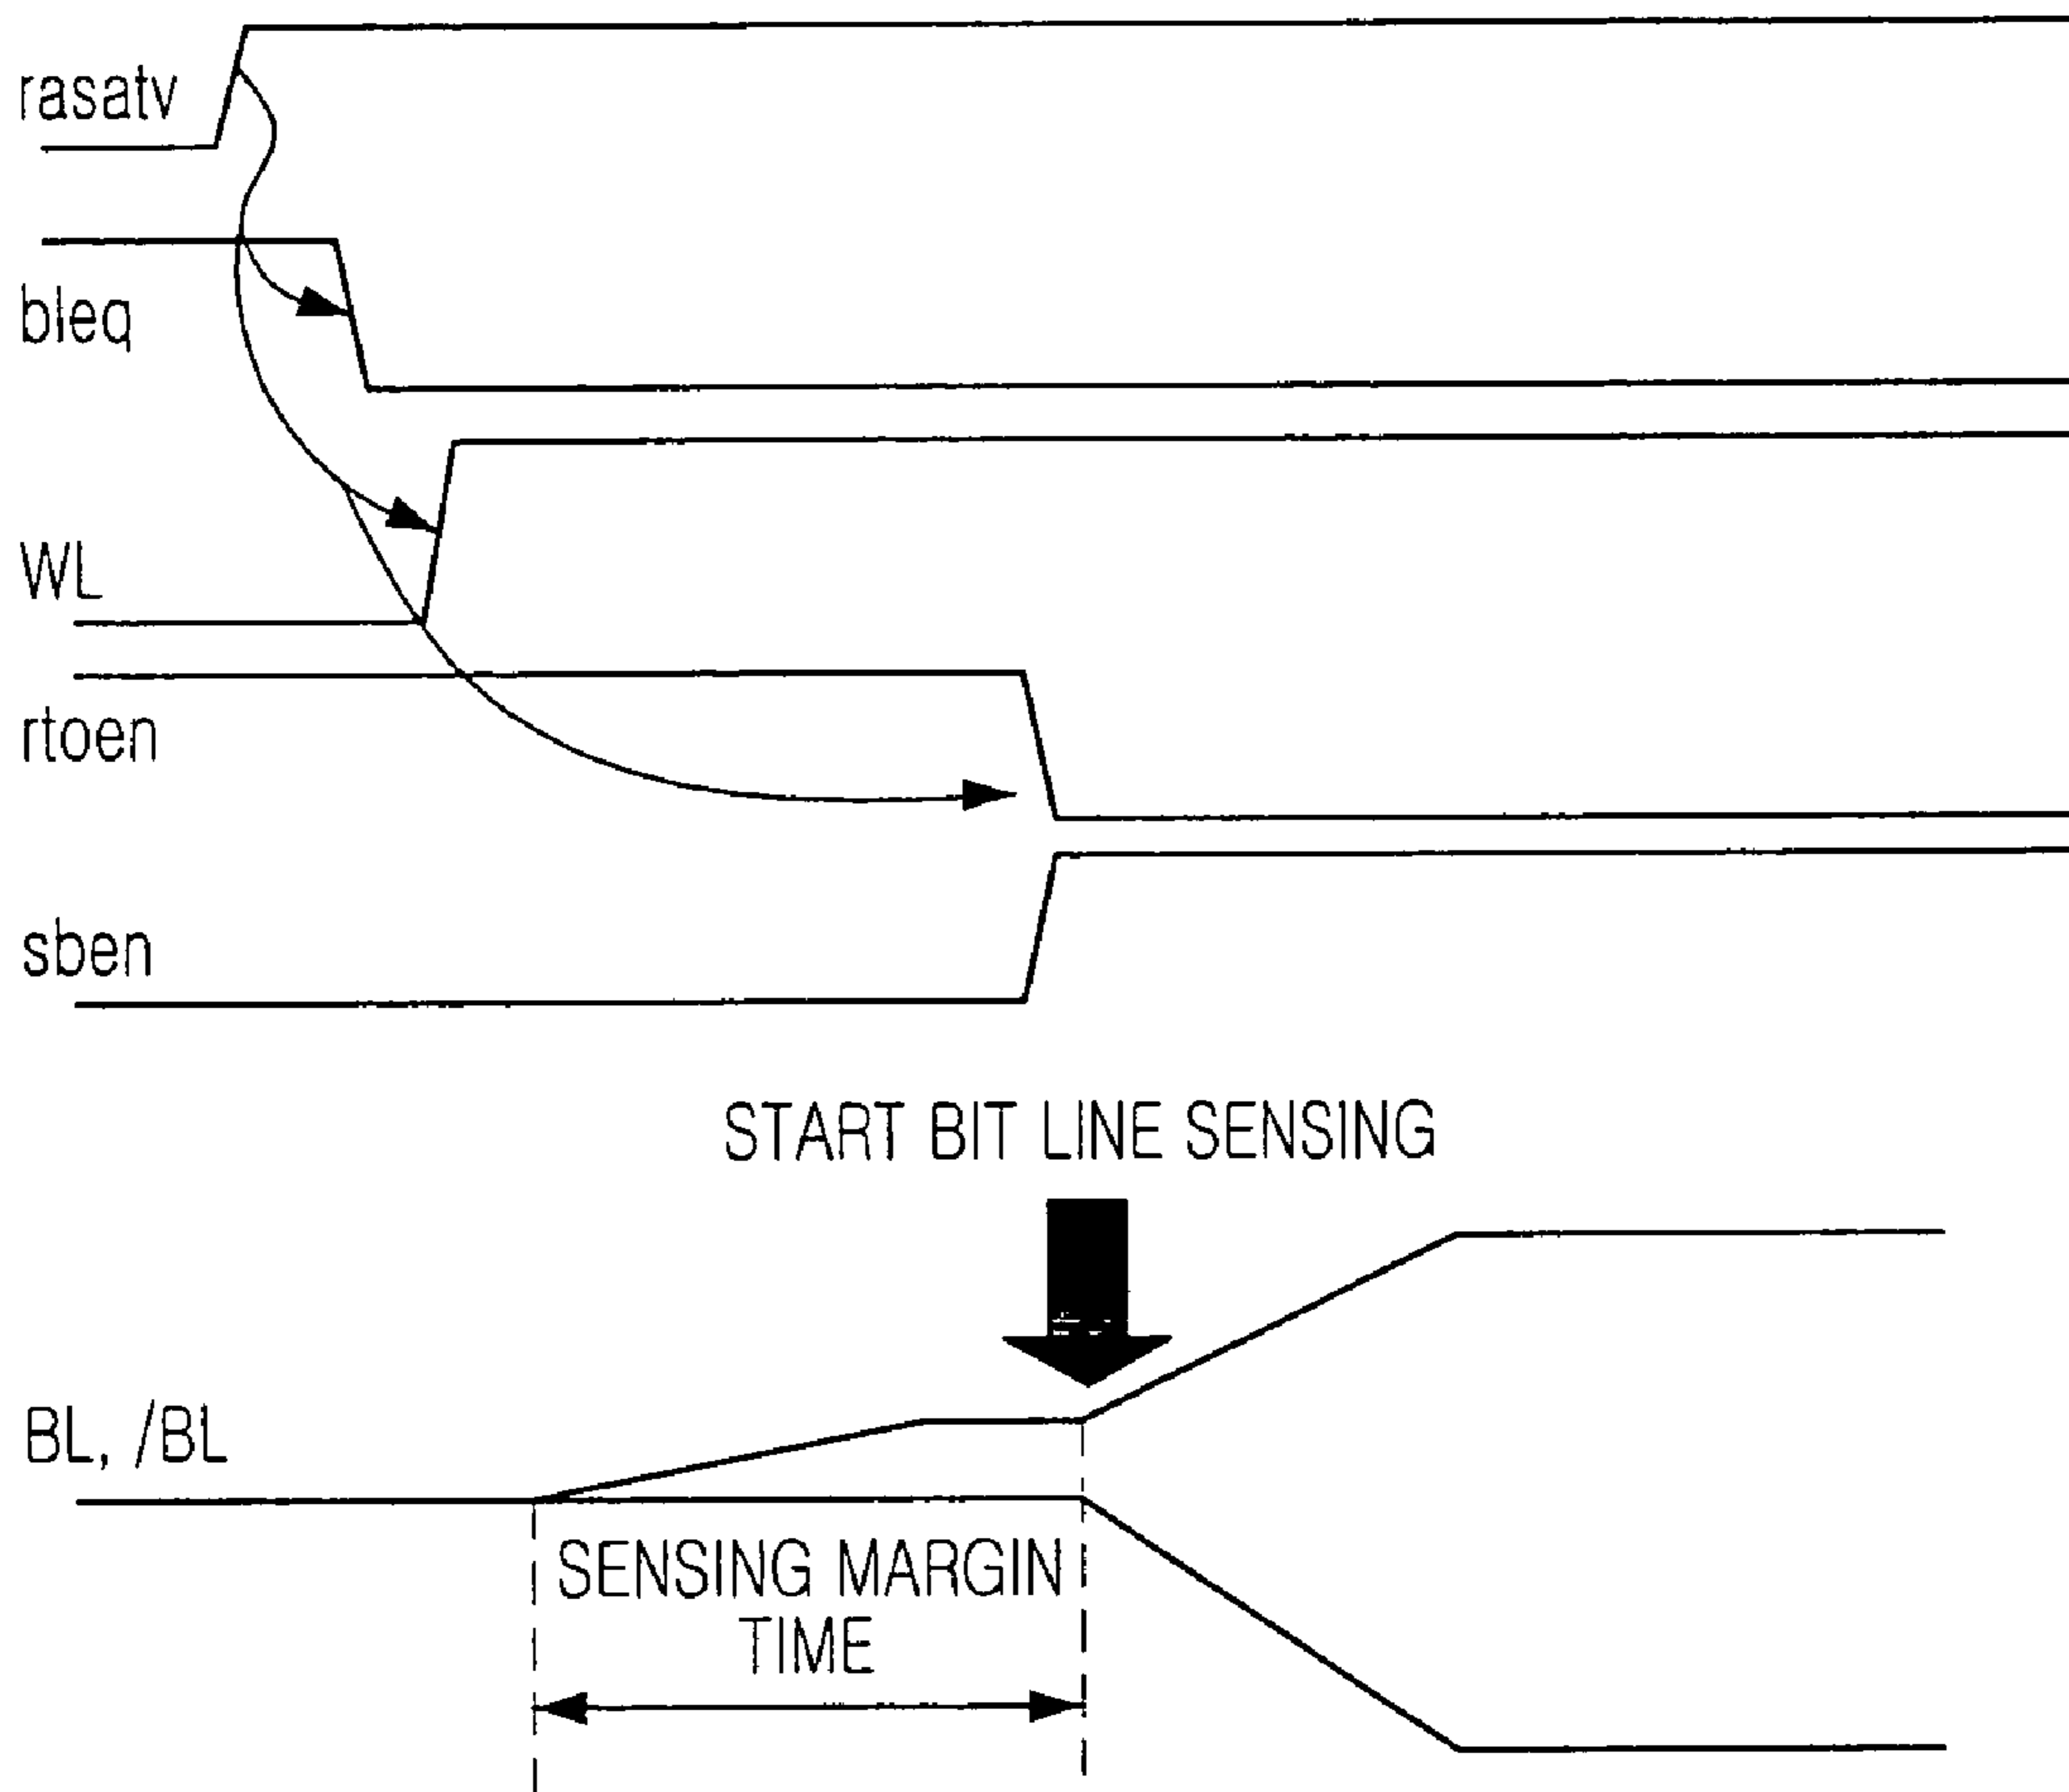 rasatv
bleq
WL
rtoen
sben
START BIT LINE SENSING
BL, /BL
SENSING MARGIN
TIME